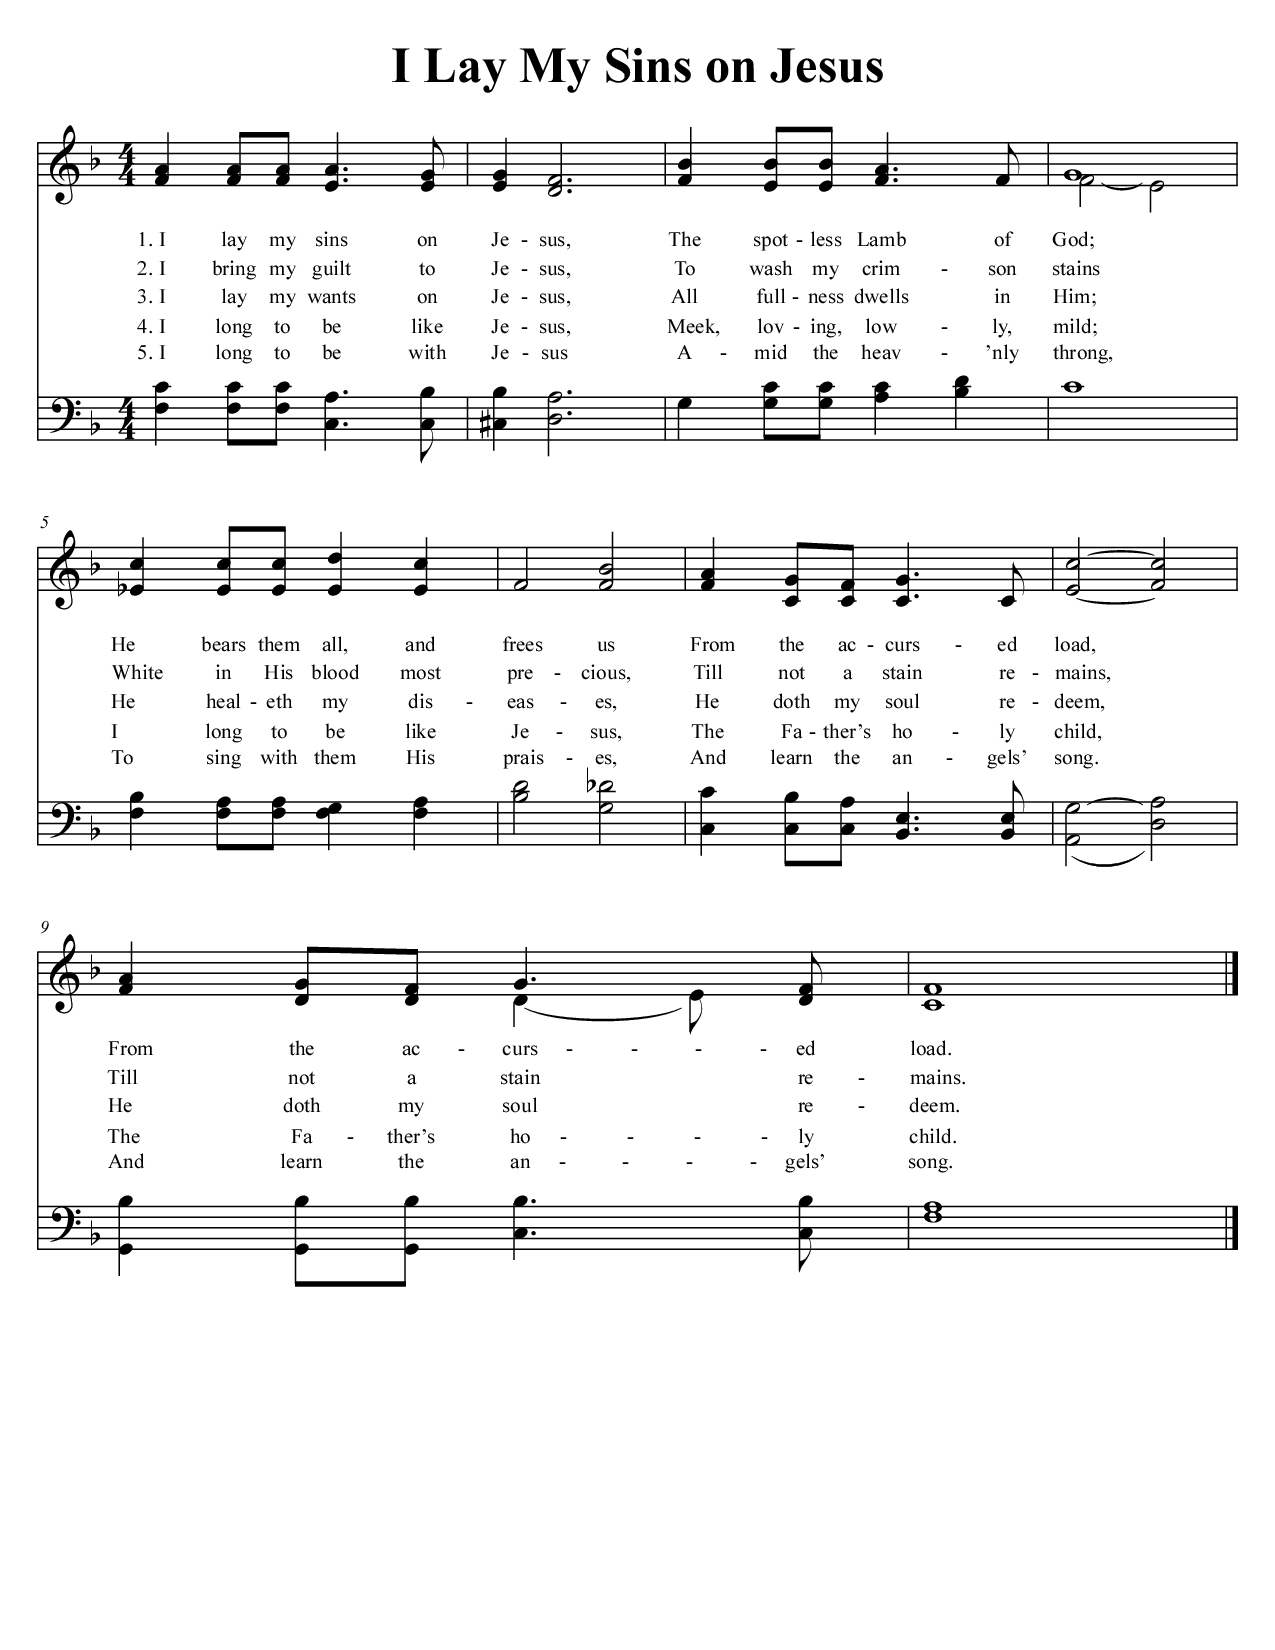 I Lay My Sins on Jesus
4 4
1. I lay my sins on Je - sus, The spot - less Lamb of God;
2. I bring my guilt to Je - sus, To wash my crim - son stains
3. I lay my wants on Je - sus, All full - ness dwells in Him;
4. I long to be like Je - sus, Meek, lov - ing, low - ly, mild;
5. I long to be with Je - sus A - mid the heav - ’nly throng,
4 4
5
He bears them all, and frees us From the ac - curs - ed load,
White in His blood most pre - cious, Till not a stain re - mains,
He heal - eth my dis - eas - es, He doth my soul re - deem,
I long to be like Je - sus, The Fa - ther’s ho - ly child,
To sing with them His prais - es, And learn the an - gels’ song.
9
From the ac - curs - - - ed load.
Till not a stain re - mains.
He doth my soul re - deem.
The Fa - ther’s ho - - - ly child.
And learn the an - - - gels’ song.